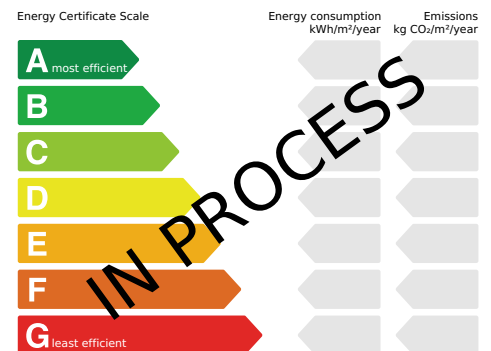 Energy Certificate Scale
Energy consumption
kWh/m²/year
Emissions
kg CO₂/m²/year
A most efficient
B
C
D
E
F
G least efficient
IN PROCESS